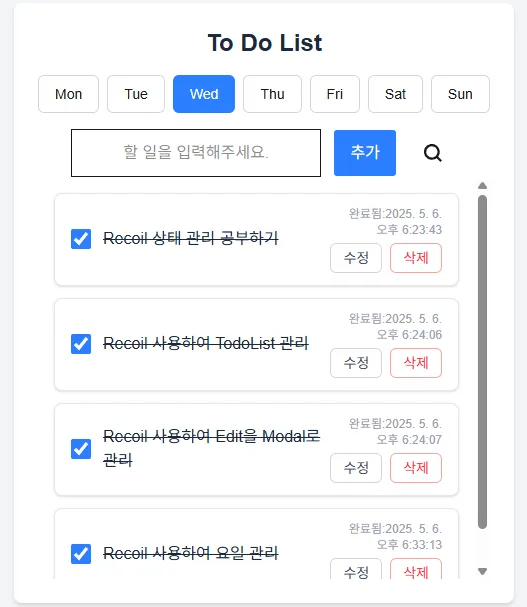 To Do List
Mon Tue Wed Thu Fri Sat Sun
할 일을 입력해주세요. 추가
Recoil 상태 관리 공부하기
완료됨:2025. 5. 6.
오후 6:23:43
수정 삭제
Recoil 사용하여 TodoList 관리
완료됨:2025. 5. 6.
오후 6:24:06
수정 삭제
Recoil 사용하여 Edit을 Modal로
관리
완료됨:2025. 5. 6.
오후 6:24:07
수정 삭제
Recoil 사용하여 요일 관리
완료됨:2025. 5. 6.
오후 6:33:13
수정 삭제